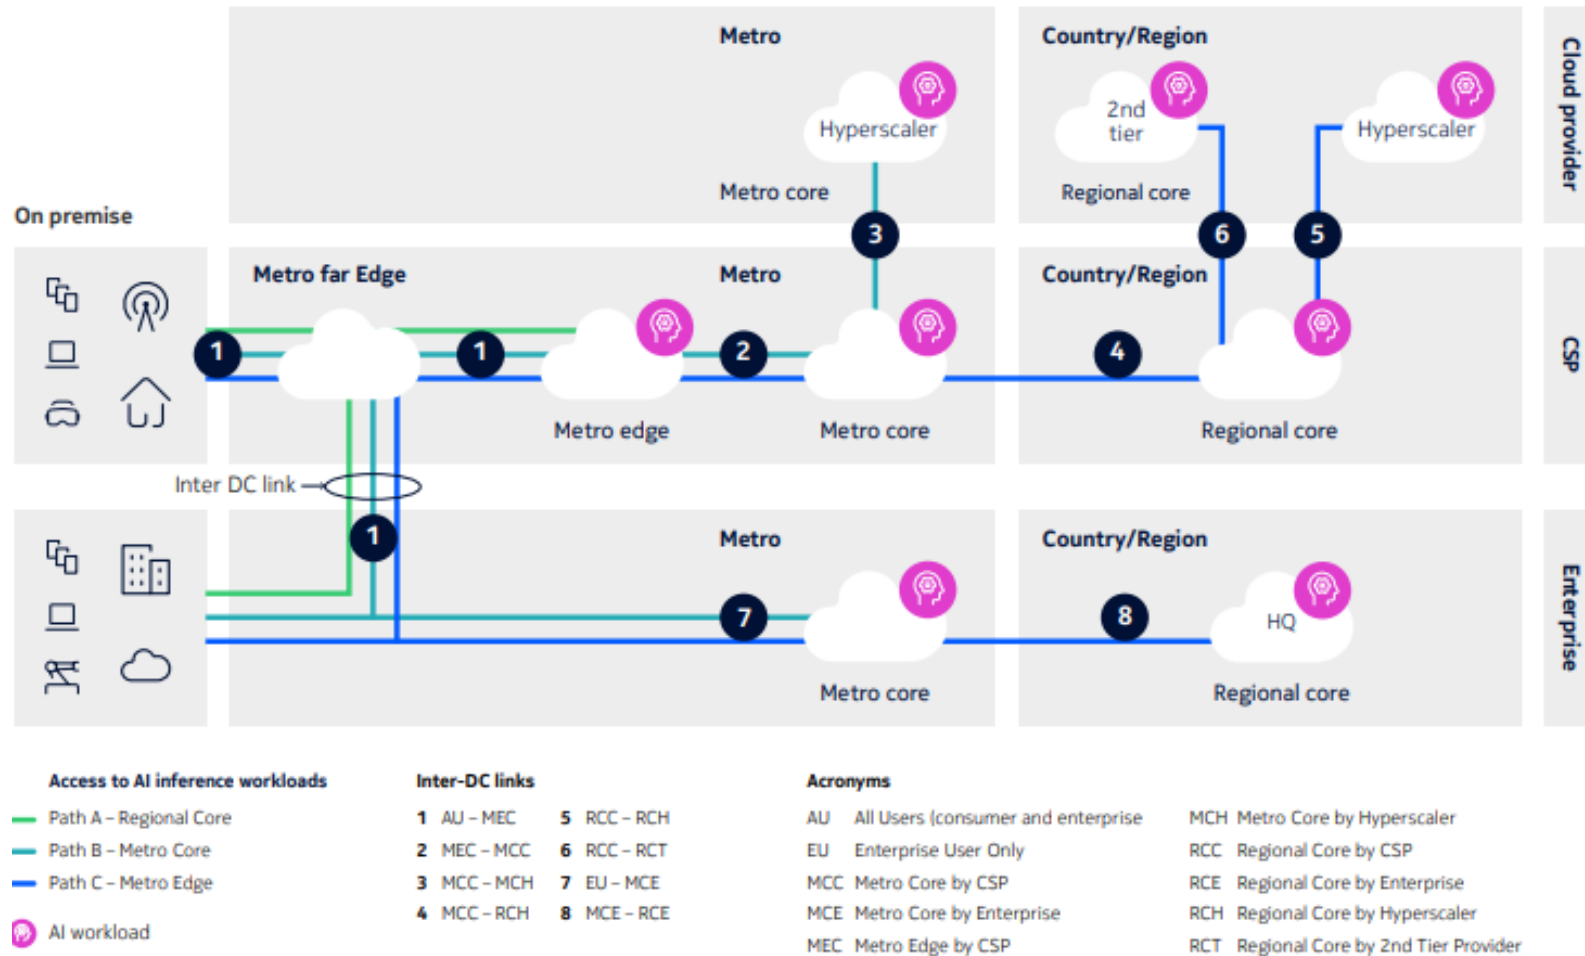 Metro
Country/Region
Cloud provider
2nd
tier
Hyperscaler
Hyperscaler
Metro core
Regional core
On premise
3
6
5
Metro far Edge
Metro
Country/Region
CSP
1
1
2
4
Metro edge
Metro core
Regional core
Inter DC link
1
Metro
Country/Region
Enterprise
7
8
HQ
Metro core
Regional core
Access to AI inference workloads
Path A – Regional Core
Path B – Metro Core
Path C – Metro Edge
AI workload
Inter-DC links
1 AU – MEC
2 MEC – MCC
3 MCC – MCH
4 MCC – RCH
5 RCC – RCH
6 RCC – RCT
7 EU – MCE
8 MCE – RCE
Acronyms
AU All Users (consumer and enterprise
EU Enterprise User Only
MCC Metro Core by CSP
MCE Metro Core by Enterprise
MEC Metro Edge by CSP
MCH Metro Core by Hyperscaler
RCC Regional Core by CSP
RCE Regional Core by Enterprise
RCH Regional Core by Hyperscaler
RCT Regional Core by 2nd Tier Provider